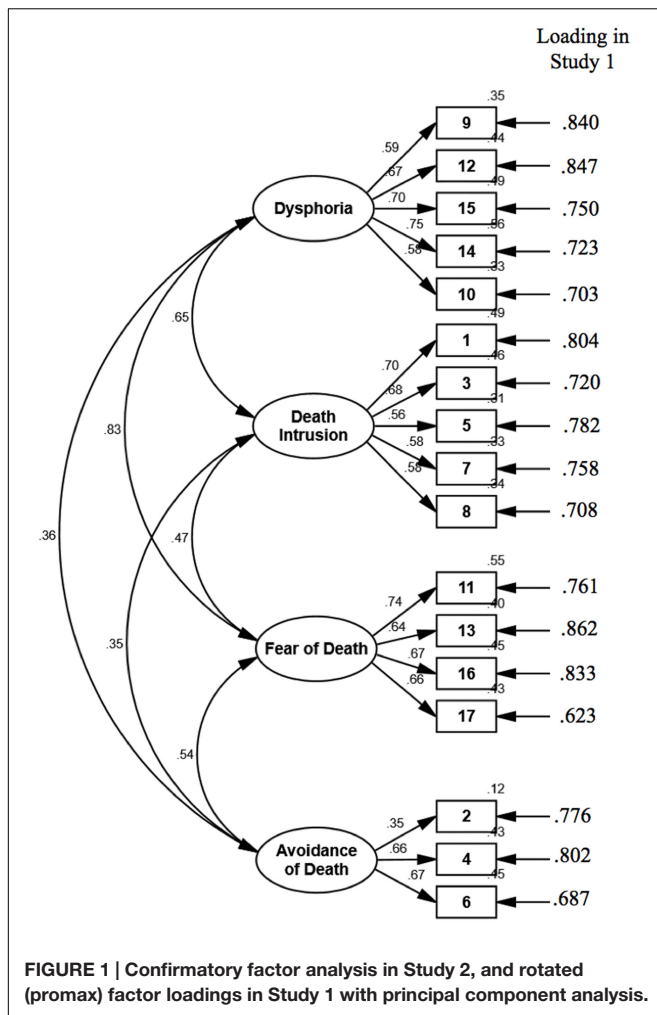 Loading in
Study 1
.35
.59 9 .840
.44
.67 12 .847
.49
Dysphoria .70 15 .750
.56
.75 14 .723
.33
.58 10 .703
.49
.65
.70 1 .804
.46
.68 3 .720
.31
Death
Intrusion
.56 5 .782
.33
.83
.58 7 .758
.34
.58 8 .708
.36
.47
.55
.74 11 .761
.40
.64 13 .862
.45
Fear of Death
.35
.67 16 .833
.43
.66 17 .623
.54
.12
.35 2 .776
.43
Avoidance
of Death
.66 4 .802
.45
.67 6 .687
FIGURE 1 | Confirmatory factor analysis in Study 2, and rotated
(promax) factor loadings in Study 1 with principal component analysis.